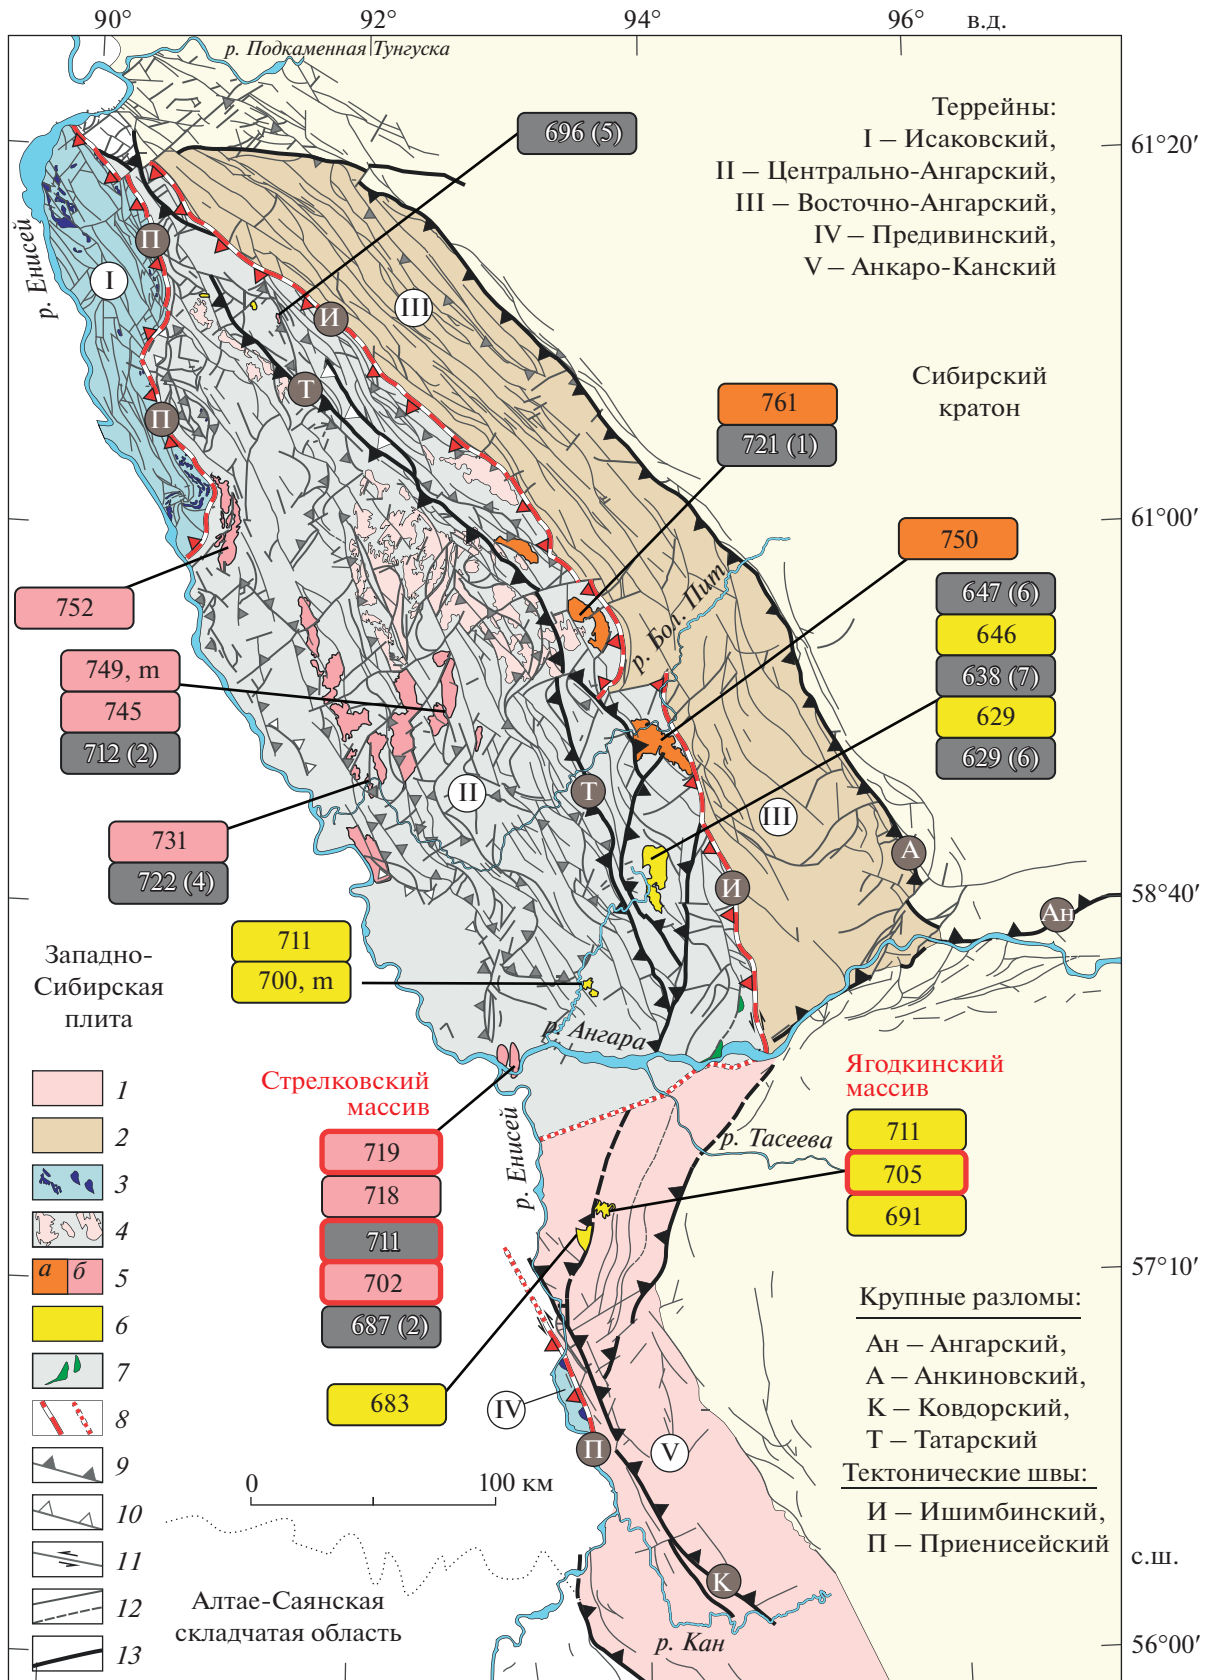 90°
92°
94°
96°
в.д.
р. Подкаменная Тунгуска
696 (5)
Террейны:
I – Исаковский,
II – Центрально-Ангарский,
III – Восточно-Ангарский,
IV – Предивинский,
V – Анкаро-Канский
61°20′
р. Енисей
П
I
И
III
Т
П
Сибирский
кратон
761
721 (1)
61°00′
750
р. Бол. Пит
647 (6)
646
638 (7)
629
629 (6)
752
749, m
745
712 (2)
II
Т
III
731
722 (4)
А
И
Ан
58°40′
711
700, m
Западно-
Сибирская
плита
р. Ангара
Стрелковский
массив
719
718
711
702
687 (2)
683
р. Енисей
Ягодкинский
массив
711
705
691
р. Тасеева
57°10′
1
2
3
4
а
б
5
6
7
8
9
10
11
12
13
IV
П
V
К
0
100 км
Крупные разломы:
Ан – Ангарский,
А – Анкиновский,
К – Ковдорский,
Т – Татарский
Тектонические швы:
И – Ишимбинский,
П – Приенисейский
с.ш.
Алтае-Саянская
складчатая область
р. Кан
56°00′